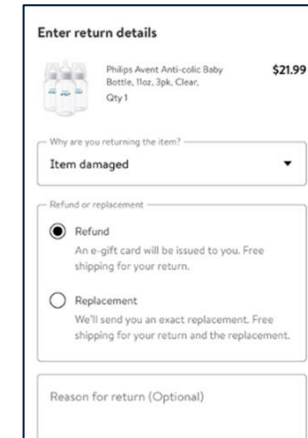 Enter return details
Philips Avent Anti-colic Baby
$21.99
Bottle, 11oz, 3pk, Clear,
Qty 1
Why are you returning the item?
Item damaged
Refund or replacement
Refund
An e-gift card will be issued to you. Free
shipping for your return.
Replacement
We'll send you an exact replacement. Free
shipping for your return and the replacement.
Reason for return (Optional)